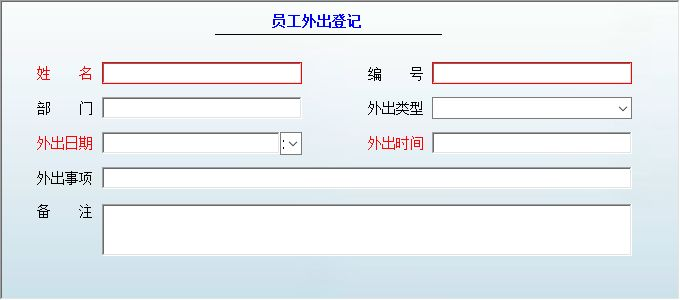 员工外出登记
姓 名 编 号
部 门 外出类型
外出日期 : 外出时间
外出事项
备 注